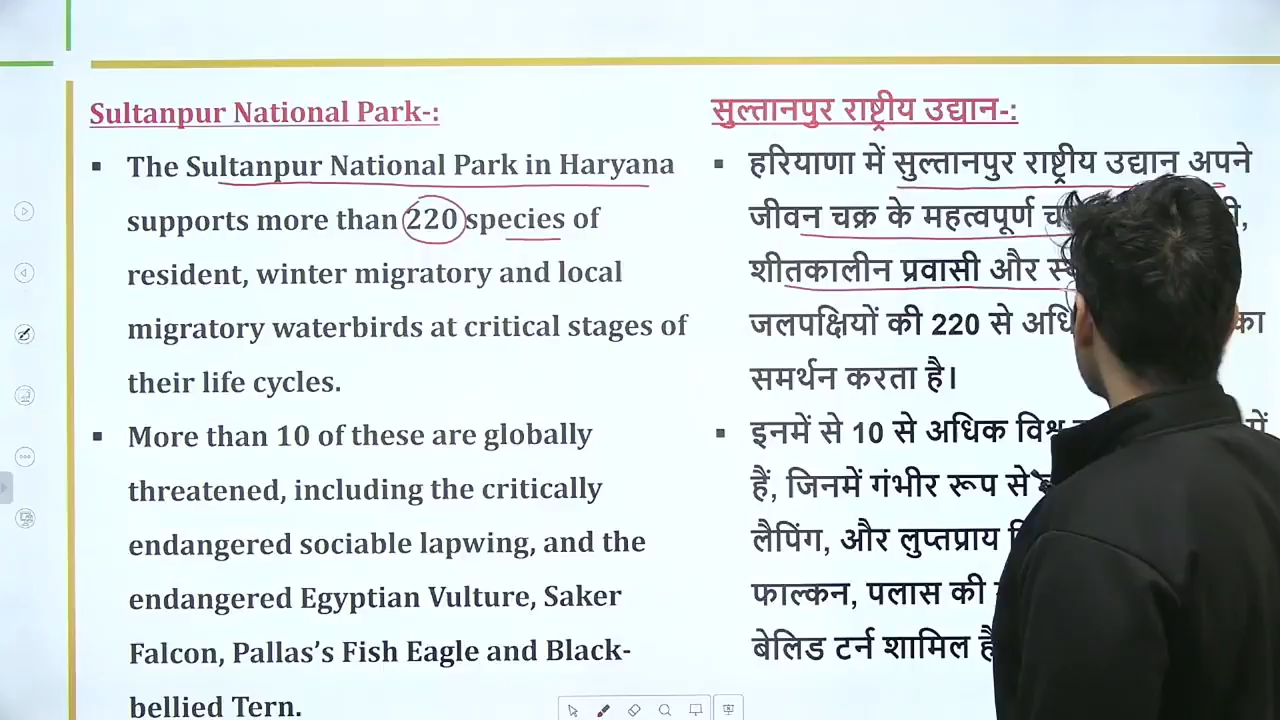 Sultanpur National Park-:
The Sultanpur National Park in Haryana
supports more than 220 species of
resident, winter migratory and local
migratory waterbirds at critical stages of
their life cycles.
More than 10 of these are globally
threatened, including the critically
endangered sociable lapwing, and the
endangered Egyptian Vulture, Saker
Falcon, Pallas's Fish Eagle and Black-
bellied Tern.
सुल्तानपुर राष्ट्रीय उद्यान-:
हरियाणा में सुल्तानपुर राष्ट्रीय उद्यान अपने
जीवन चक्र के महत्वपूर्ण
शीतकालीन प्रवासी और
जलपक्षियों की 220 से का
समर्थन करता है।
इनमें से 10 से अधिक में
हैं, जिनमें गंभीर रूप से
लैपिंग, और लुप्तप्राय
फाल्कन, पलास की
बेलिड टर्न शामिल